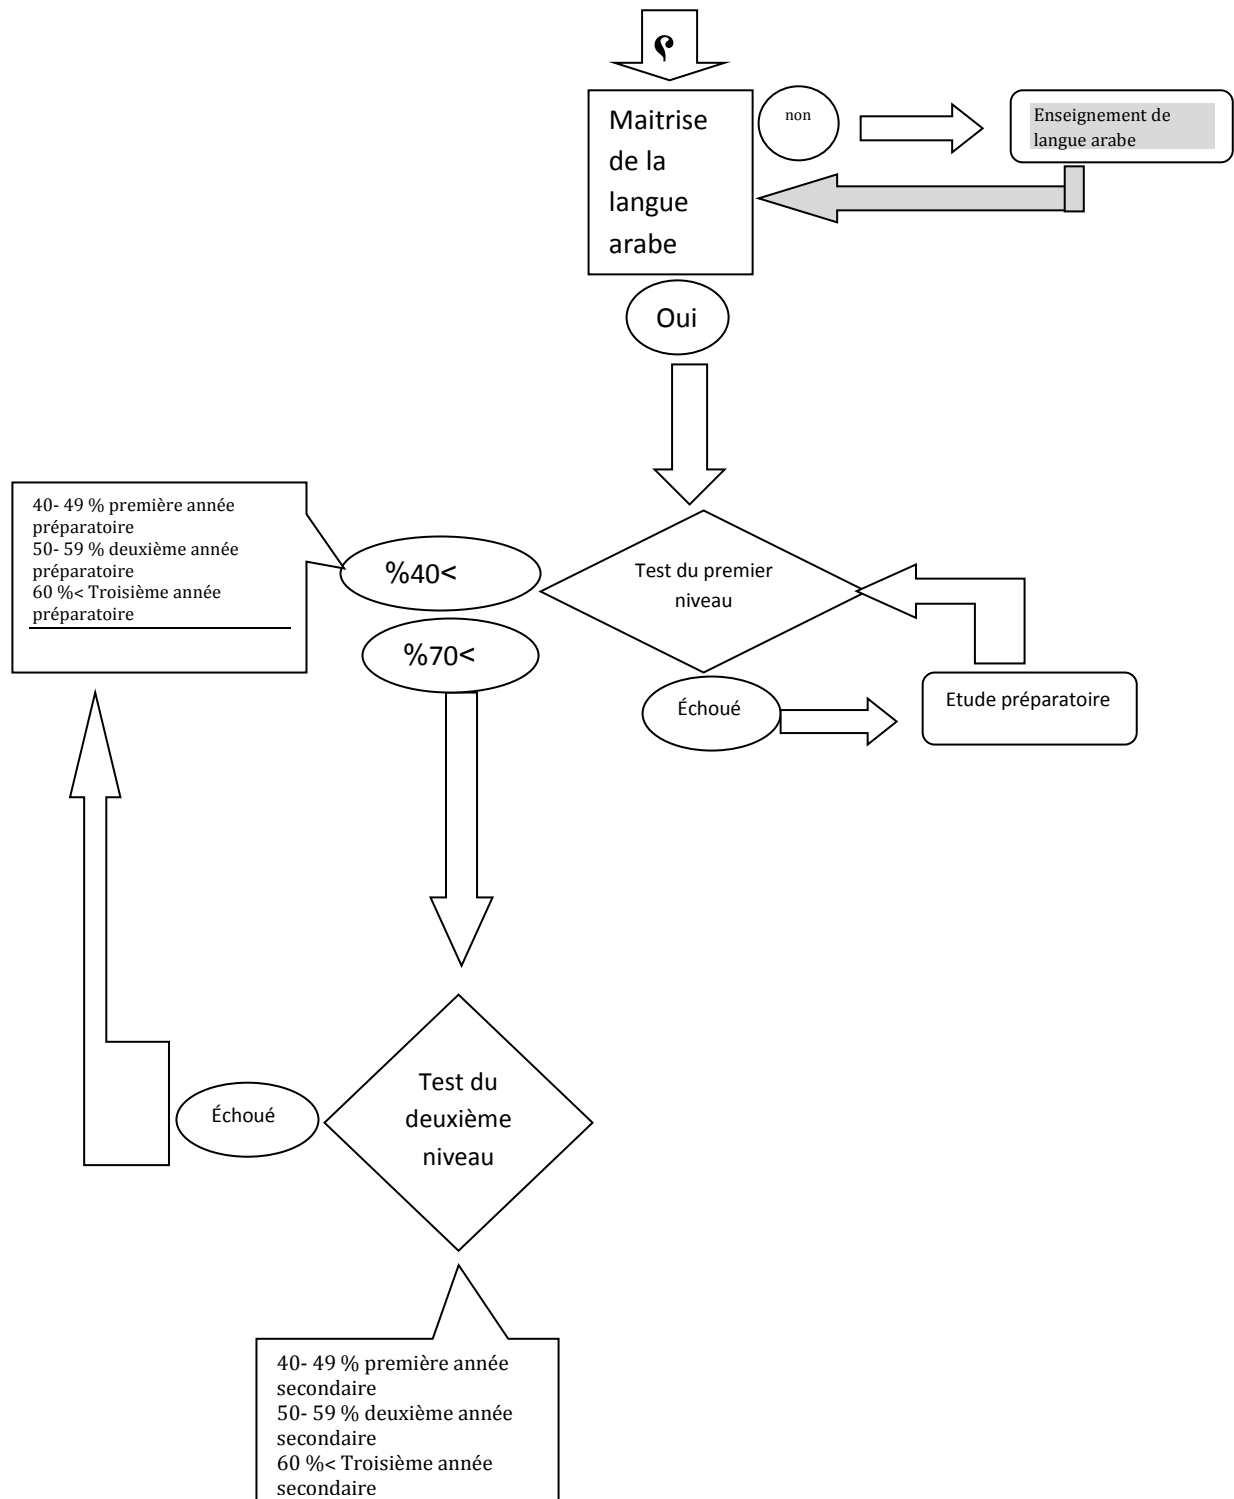 ؟
Maitrise
de la
langue
arabe
non
Enseignement de
langue arabe
Oui
40- 49 % première année
préparatoire
50- 59 % deuxième année
préparatoire
60 %< Troisième année
préparatoire
%40<
Test du premier
niveau
%70<
Échoué
Etude préparatoire
Échoué
Test du
deuxième
niveau
40- 49 % première année
secondaire
50- 59 % deuxième année
secondaire
60 %< Troisième année
secondaire